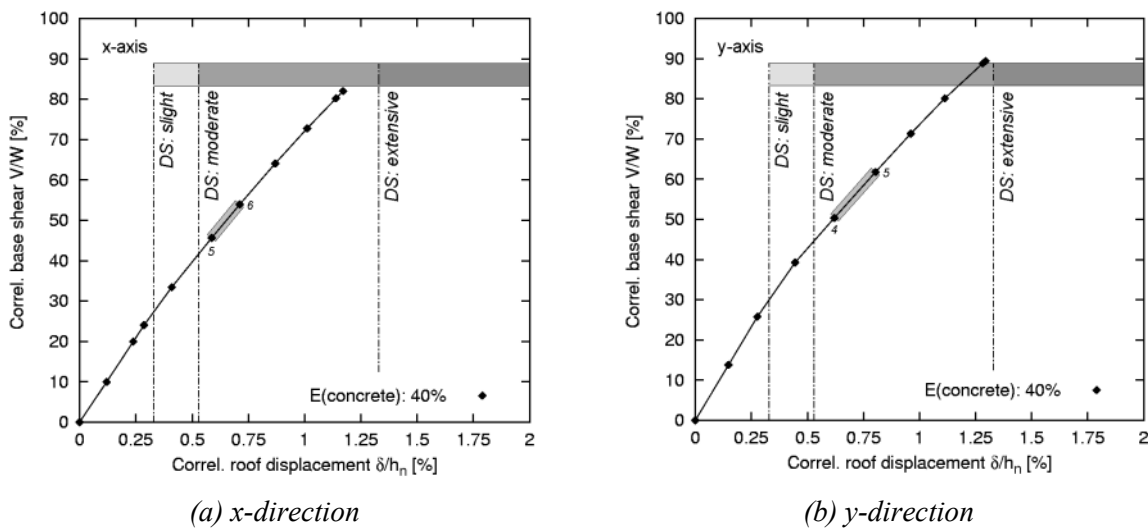 100
90
80
70
60
50
40
30
20
10
0
Correl. base shear V/W [%]
x-axis
DS: slight
DS: moderate
DS: extensive
6
5
E(concrete): 40%
0 0.25 0.5 0.75 1 1.25 1.5 1.75 2
Correl. roof displacement δ/hn [%]
(a) x-direction
100
90
80
70
60
50
40
30
20
10
0
Correl. base shear V/W [%]
y-axis
DS: slight
DS: moderate
DS: extensive
5
4
E(concrete): 40%
0 0.25 0.5 0.75 1 1.25 1.5 1.75 2
Correl. roof displacement δ/hn [%]
(b) y-direction